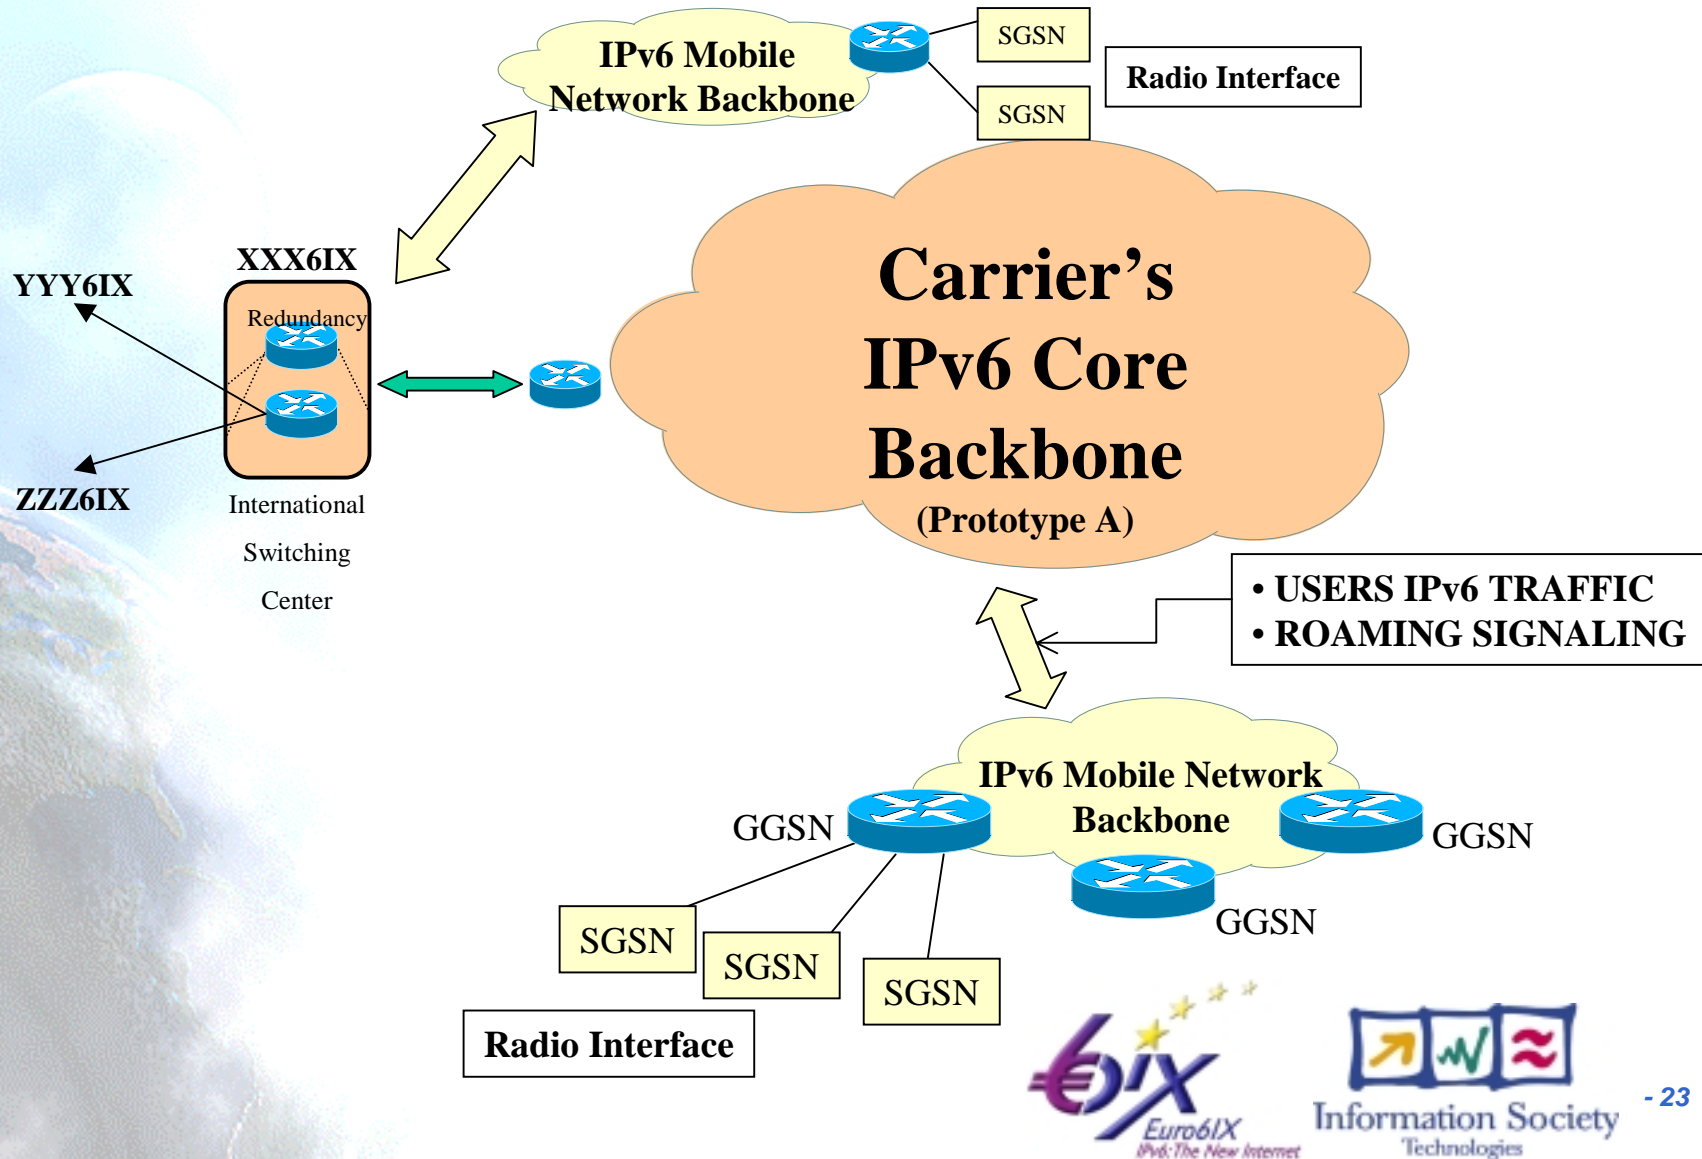 IPv6 Mobile
Network Backbone
SGSN
SGSN
Radio Interface
XXX6IX
YYY6IX
Redundancy
ZZZ6IX
International
Switching
Center
Carrier’s
IPv6 Core
Backbone
(Prototype A)
• USERS IPv6 TRAFFIC
• ROAMING SIGNALING
IPv6 Mobile Network
Backbone
GGSN
GGSN
GGSN
SGSN
SGSN
SGSN
Radio Interface
€6IX
Euro6IX
IPv6: The New Internet
Information Society
Technologies
- 23